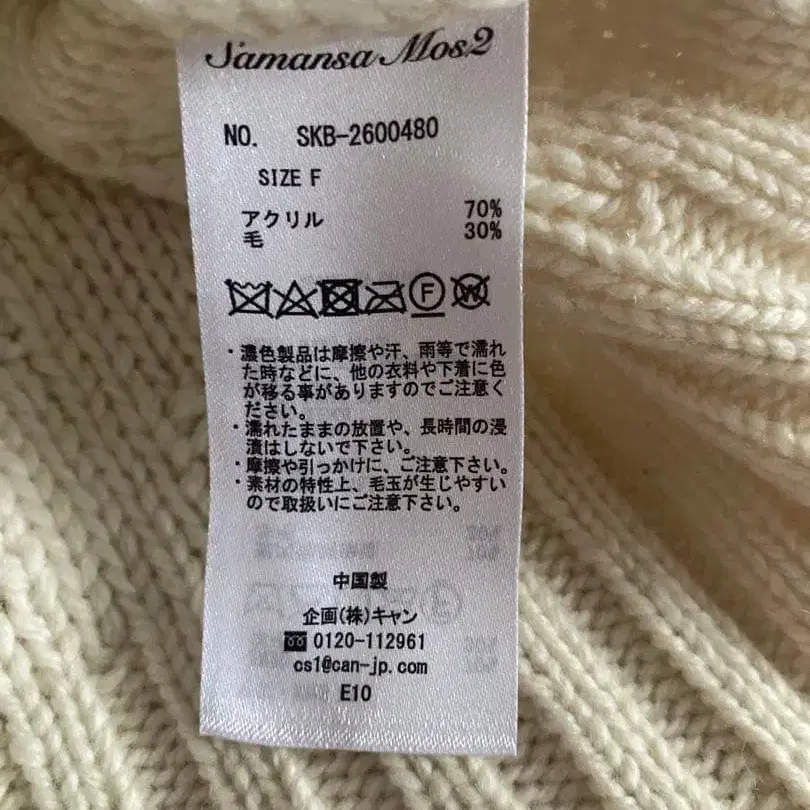 Samansa Mos2
NO. SKB-2600480
SIZE F
アクリル 70%
毛 30%
F W
・濃色製品は摩擦や汗、雨等で濡れ
た時などに、他の衣料や下着に色
が移る事がありますのでご注意く
ださい。
・濡れたままの放置や、長時間の浸
漬はしないで下さい。
・摩擦や引っかけに、ご注意下さい。
・素材の特性上、毛玉が生じやすい
ので取扱いにご注意下さい。
中国製
企画(株)キャン
0120-112961
cs1@can-jp.com
E10